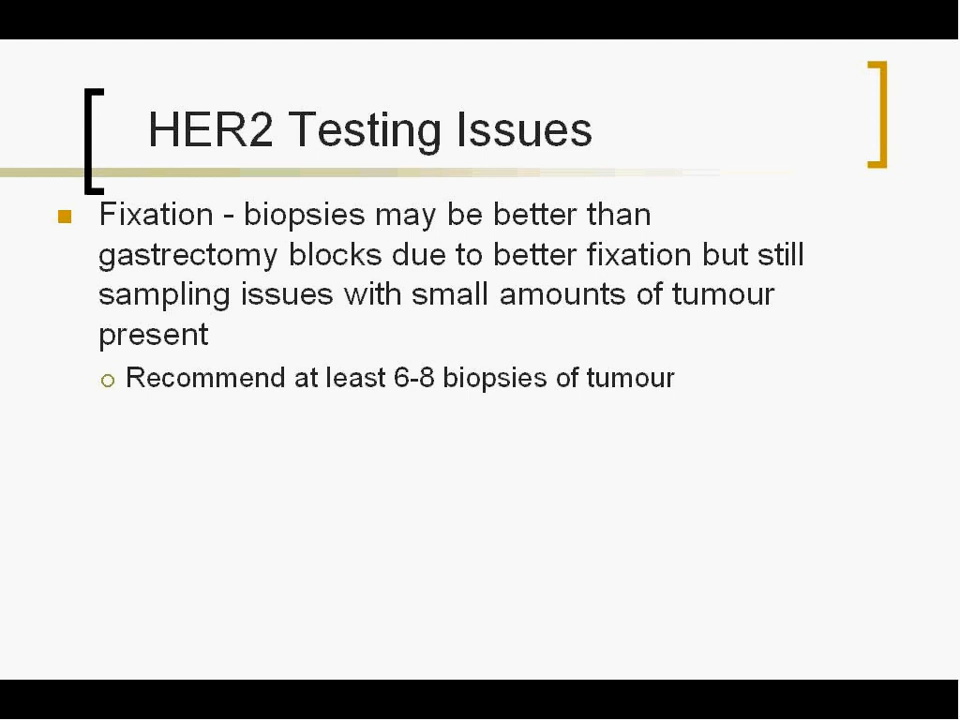 HER2 Testing Issues
Fixation - biopsies may be better than
gastrectomy blocks due to better fixation but still
sampling issues with small amounts of tumour
present
Recommend at least 6-8 biopsies of tumour